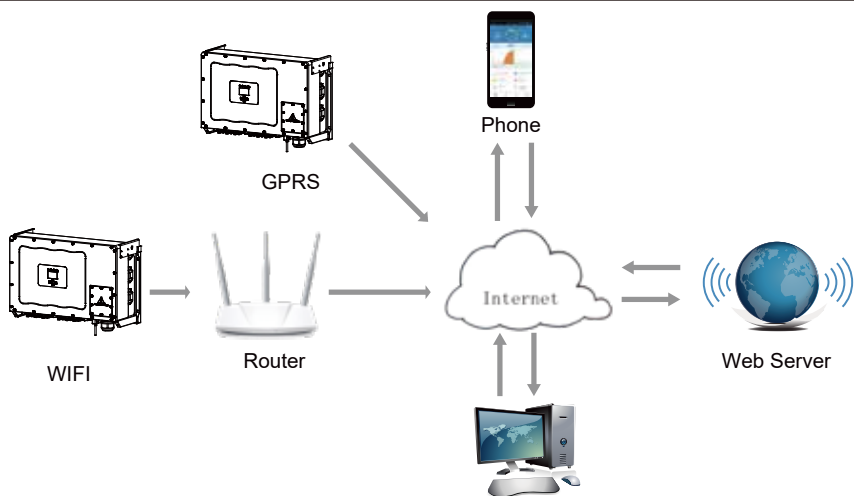 Phone
GPRS
Internet
Router
Web Server
WIFI